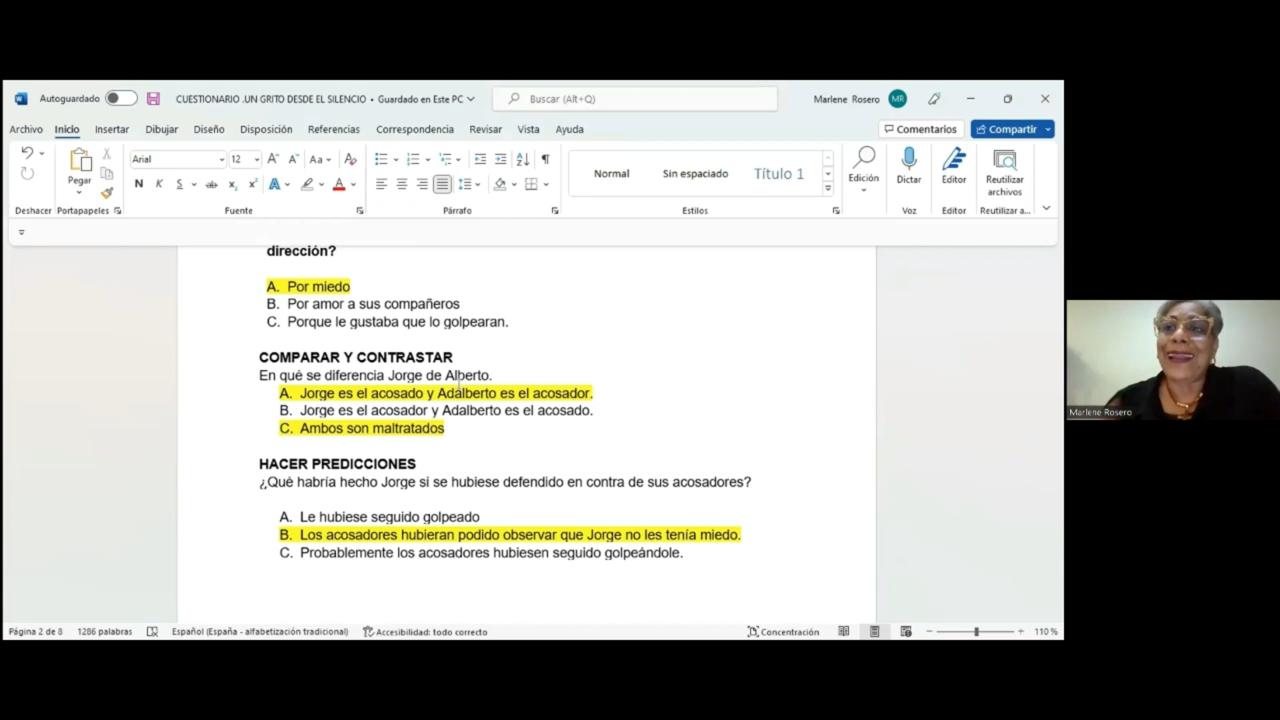 Autoguardado
CUESTIONARIO .UN GRITO DESDE EL SILENCIO • Guardado en Este PC
Buscar (Alt+Q)
Marlene Rosero
MR
Archivo Inicio Insertar Dibujar Diseño Disposición Referencias Correspondencia Revisar Vista Ayuda
Comentarios
Compartir
Pegar
Arial
12
Aa
N K S ab x₂ x² A A
Normal
Sin espaciado
Título 1
Edición
Dictar
Editor
Reutilizar
archivos
Deshacer Portapapeles Fuente Párrafo Estilos Voz Editor Reutilizar a...
dirección?
A. Por miedo
B. Por amor a sus compañeros
C. Porque le gustaba que lo golpearan.
COMPARAR Y CONTRASTAR
En qué se diferencia Jorge de Alberto.
A. Jorge es el acosado y Adalberto es el acosador.
B. Jorge es el acosador y Adalberto es el acosado.
C. Ambos son maltratados
HACER PREDICCIONES
¿Qué habría hecho Jorge si se hubiese defendido en contra de sus acosadores?
A. Le hubiese seguido golpeado
B. Los acosadores hubieran podido observar que Jorge no les tenía miedo.
C. Probablemente los acosadores hubiesen seguido golpeándole.
Página 2 de 8 1286 palabras Español (España - alfabetización tradicional) Accesibilidad: todo correcto
Concentración
110 %
Marlene Rosero